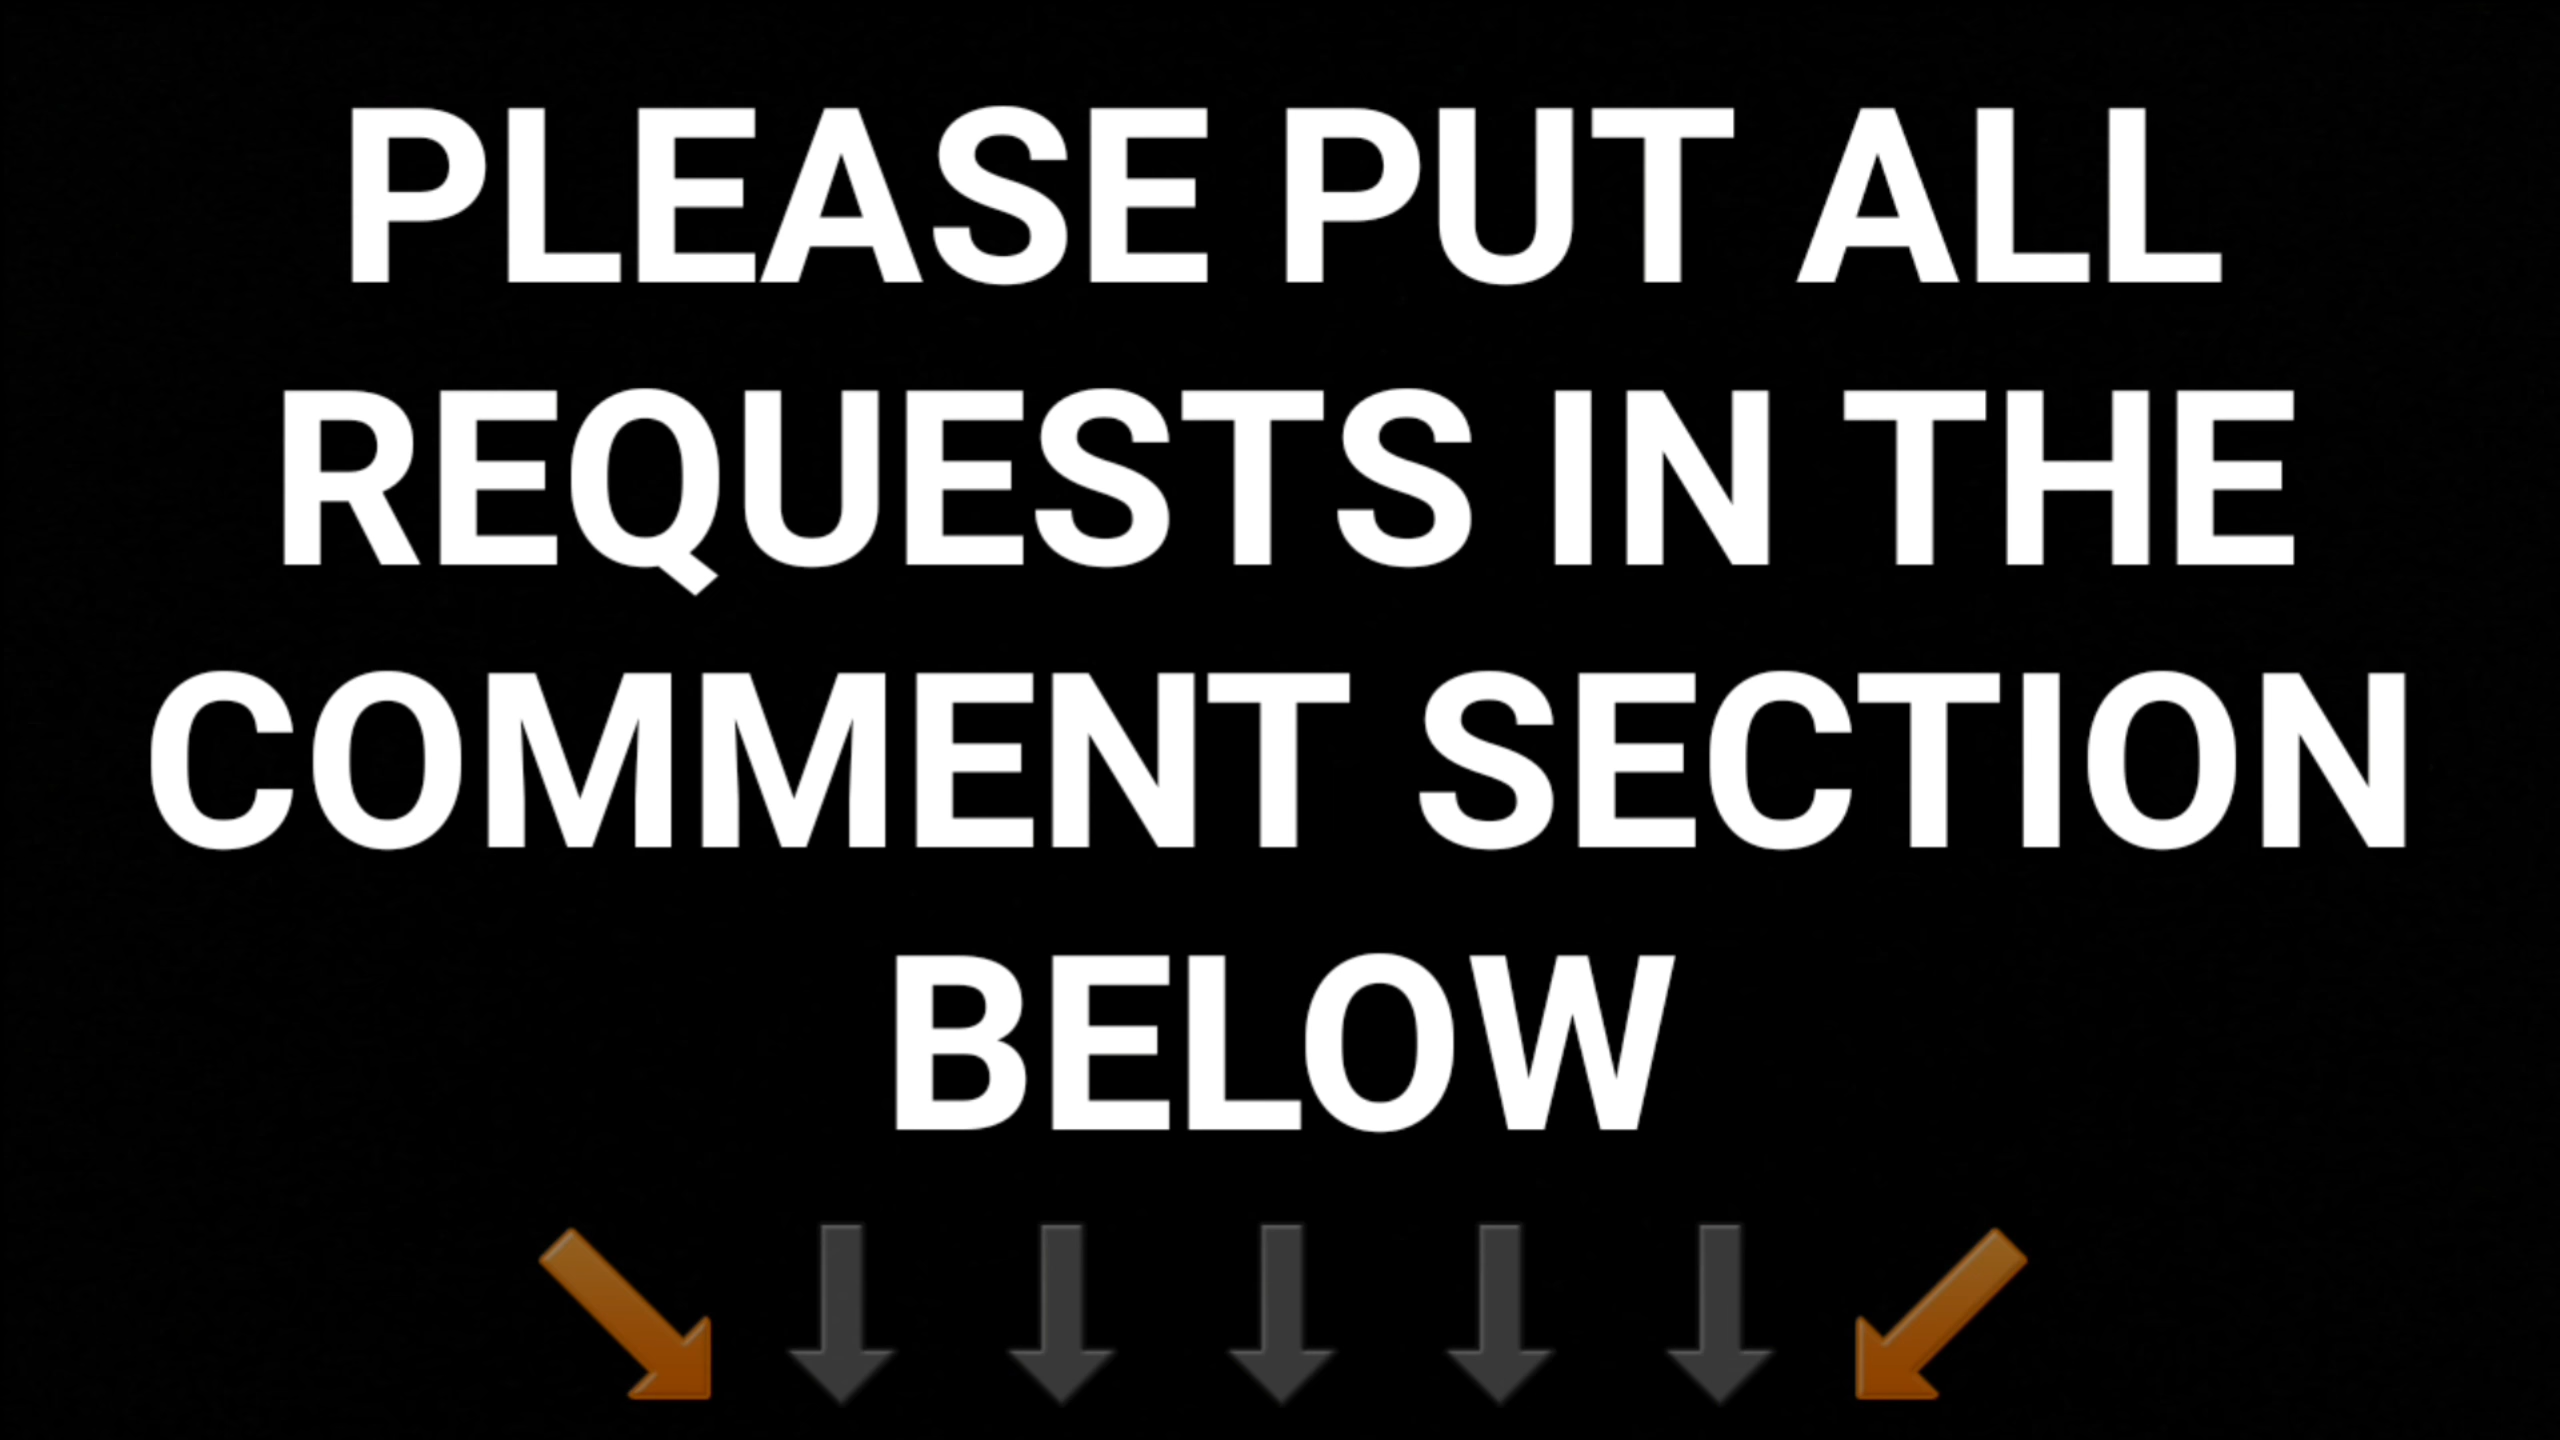 PLEASE PUT ALL
REQUESTS IN THE
COMMENT SECTION
BELOW